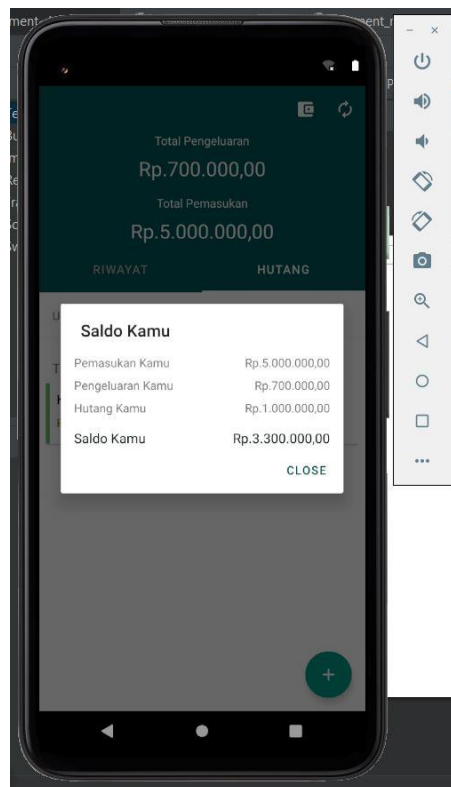 Total Pengeluaran
Rp.700.000,00
Total Pemasukan
Rp.5.000.000,00
RIWAYAT HUTANG
Saldo Kamu
Pemasukan Kamu Rp.5.000.000,00
Pengeluaran Kamu Rp.700.000,00
Hutang Kamu Rp.1.000.000,00
Saldo Kamu Rp.3.300.000,00
CLOSE